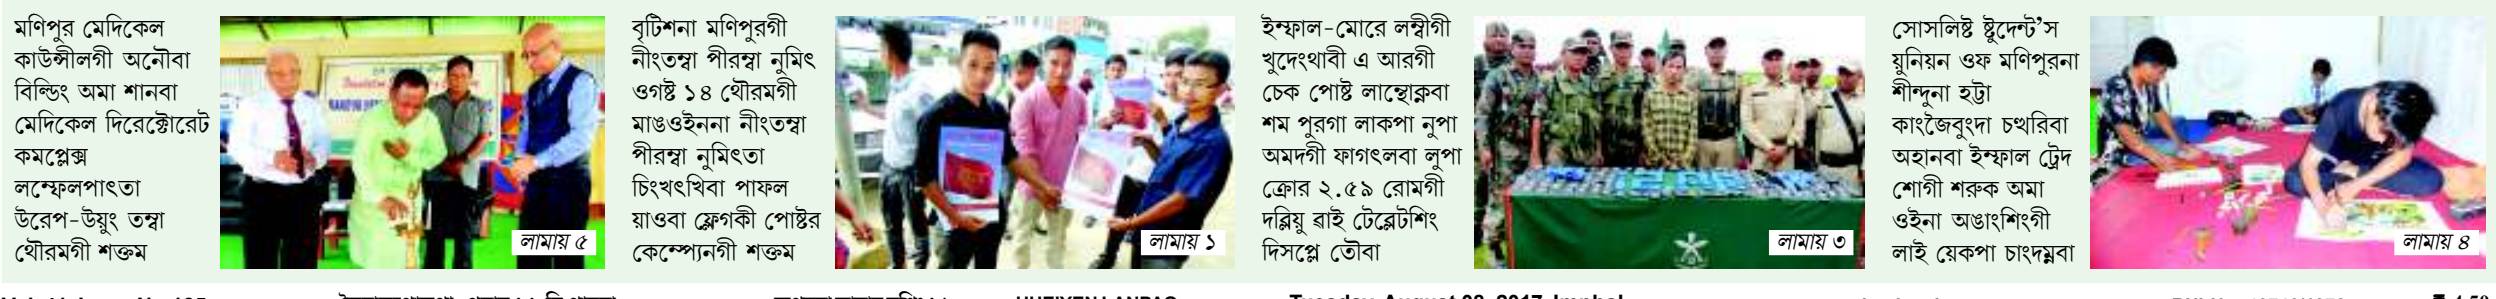 মণিপুর মেদিকেল
কাউন্সীলগী অনৌবা
বিল্ডিং অমা শানবা
মেদিকেল দিরেক্টোরেট
কমপ্লেক্স
লম্ফেলপাৎতা
উরেপ-উয়ুং তম্বা
থৌরমগী শক্তম
লামায় ৫
বৃটিশনা মণিপুরগী
নীংতম্বা পীরম্বা নুমিৎ
ওগষ্ট ১৪ থৌরমগী
মাঙওইননা নীংতম্বা
পীরম্বা নুমিৎতা
চিংখৎখিবা পাফল
য়াওবা ফ্লেগকী পোষ্টর
কেম্পেনগী শক্তম
লামায় ১
ইম্ফাল-মোরে লম্বীগী
খুদেংথাবী এ আরগী
চেক পোষ্ট লান্থোক্লবা
শম পুরগা লাকপা নুপা
অমদগী ফাগৎলবা লুপা
ক্রোর ২.৫৯ রোমগী
দব্লিয়ু ৱাই টেব্লেটশিং
দিসপ্লে তৌবা
লামায় ৩
সোসলিষ্ট ষ্টুদেন্ট’স
য়ুনিয়ন ওফ মণিপুরনা
শীন্দুনা হট্টা
কাংজৈবুংদা চত্থরিবা
অহানবা ইম্ফাল ট্রেদ
শোগী শরুক অমা
ওইনা অঙাংশিংগী
লাই য়েকপা চাংদম্নবা
লামায় ৪